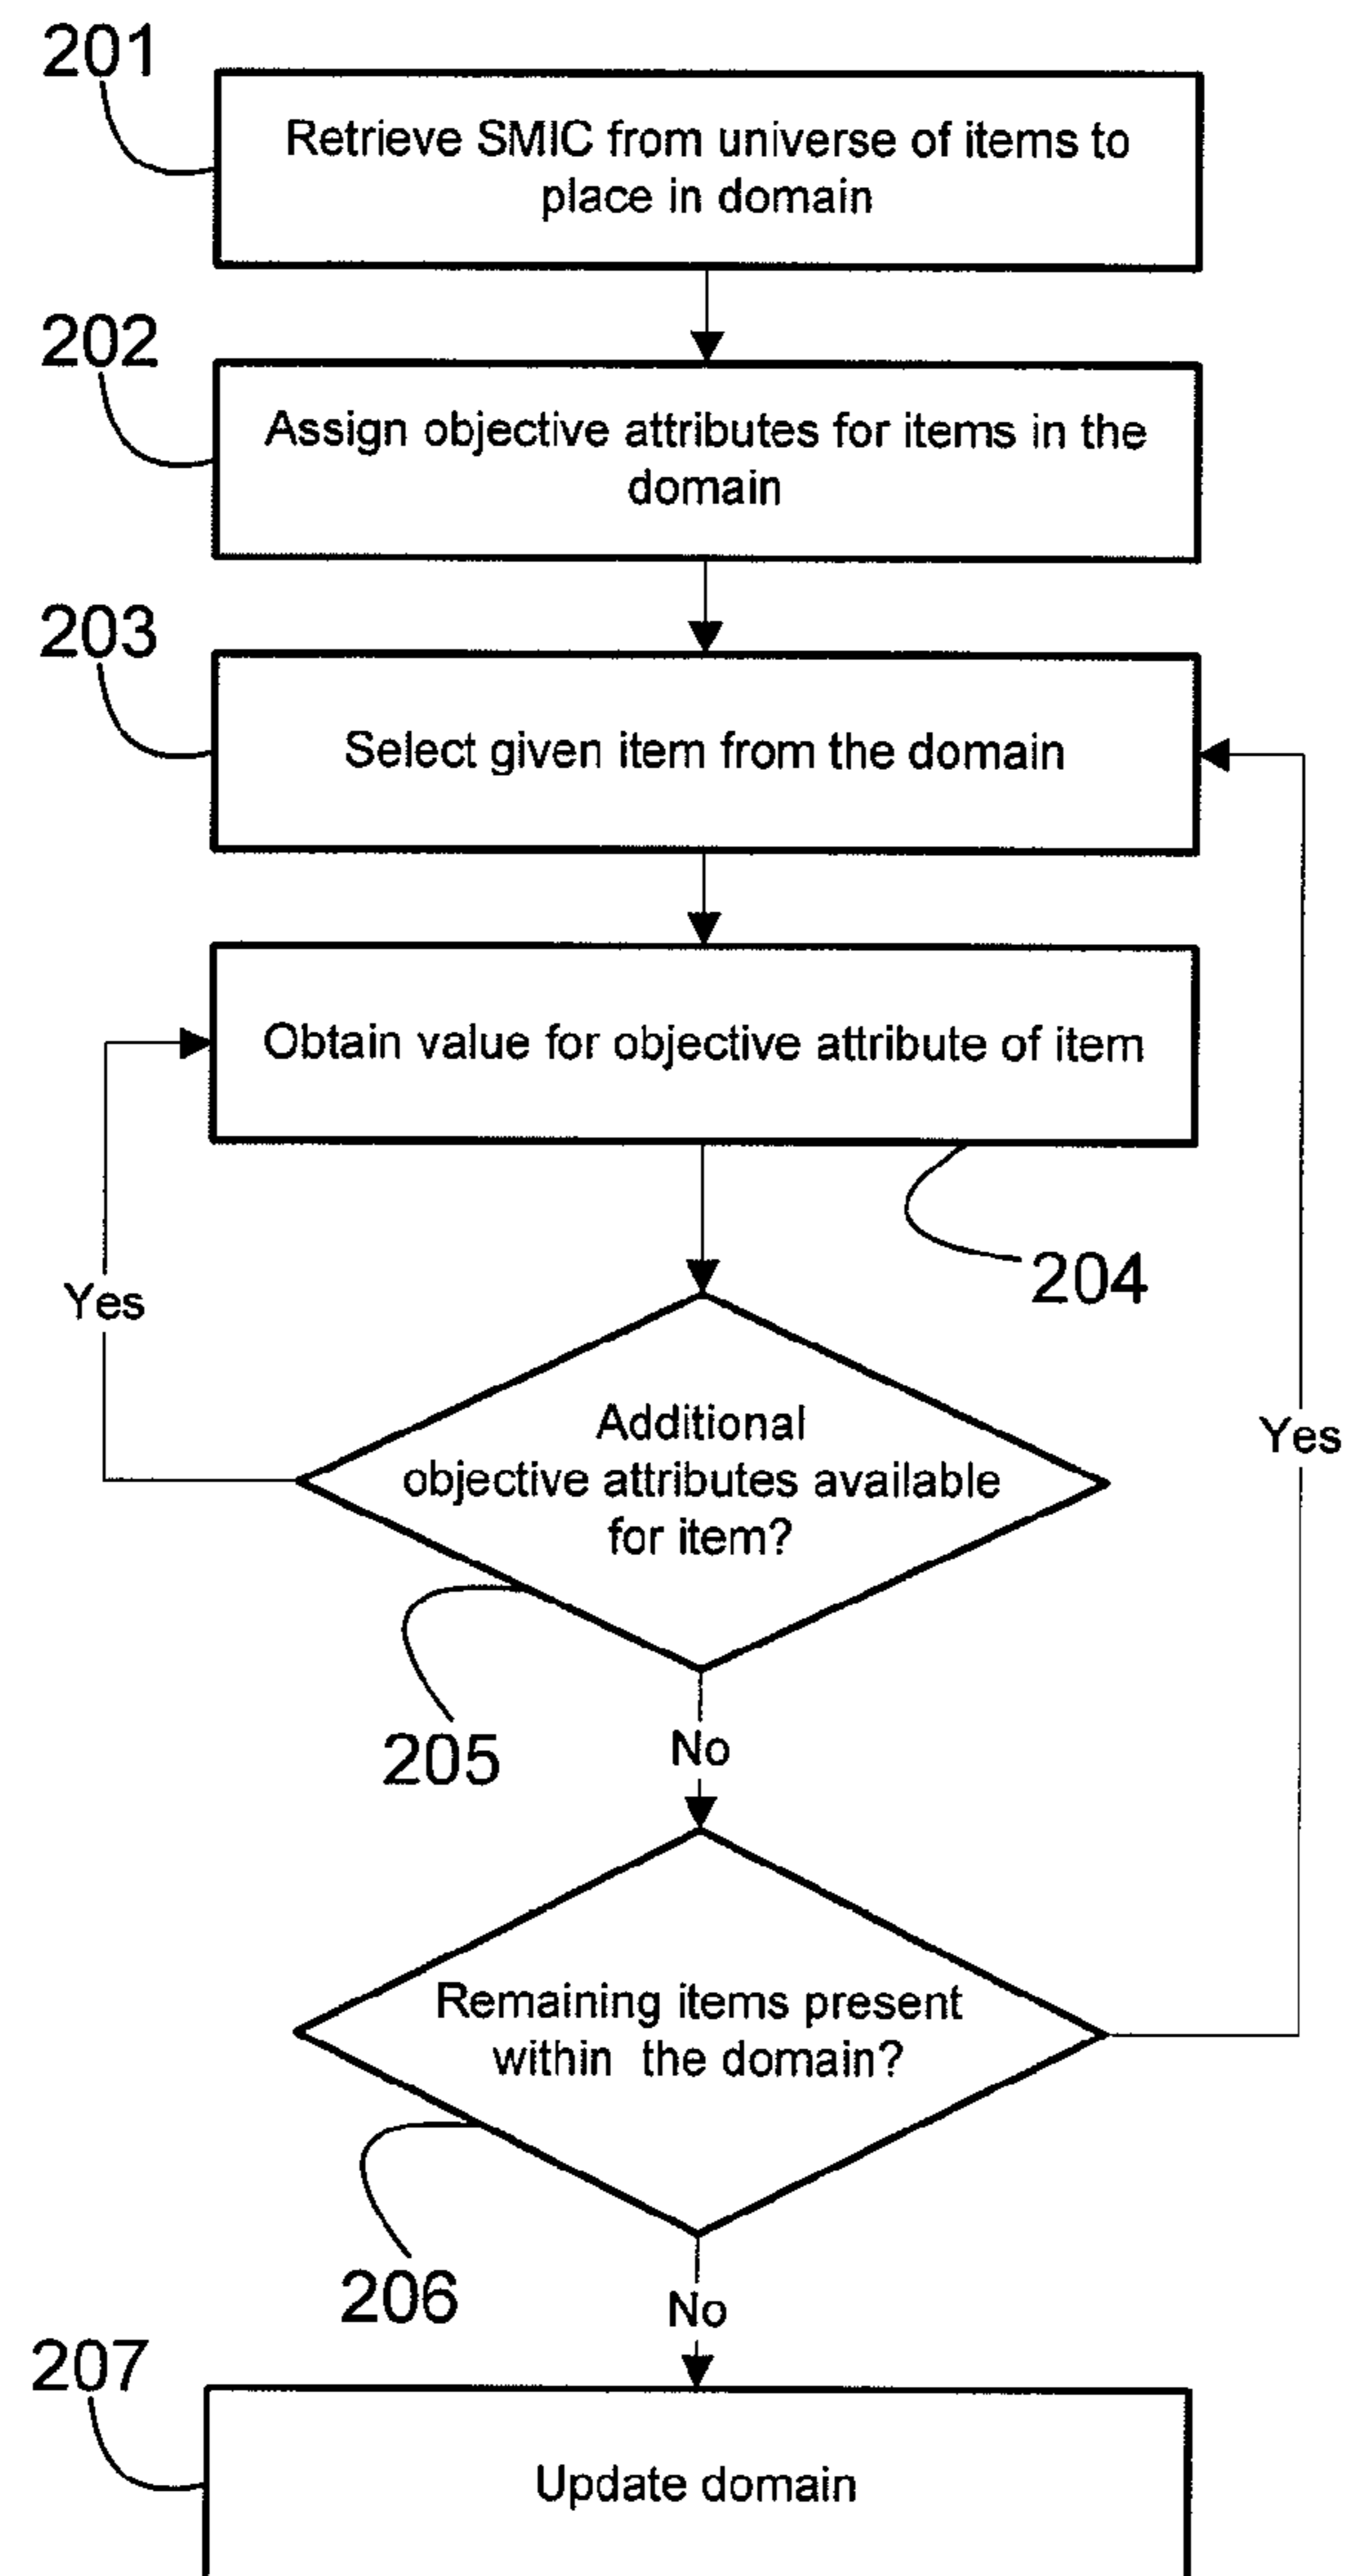 201
Retrieve SMIC from universe of items to
place in domain
202
Assign objective attributes for items in the
domain
203
Select given item from the domain
Obtain value for objective attribute of item
204
Yes
Additional
objective attributes available
for item?
Yes
205
No
Remaining items present
within the domain?
206
No
207
Update domain